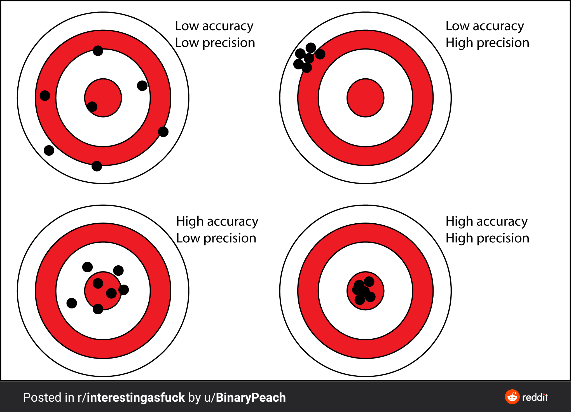 Low accuracy
Low precision
Low accuracy
High precision
High accuracy
Low precision
High accuracy
High precision
Posted in r/interestingasfuck by u/BinaryPeach
reddit